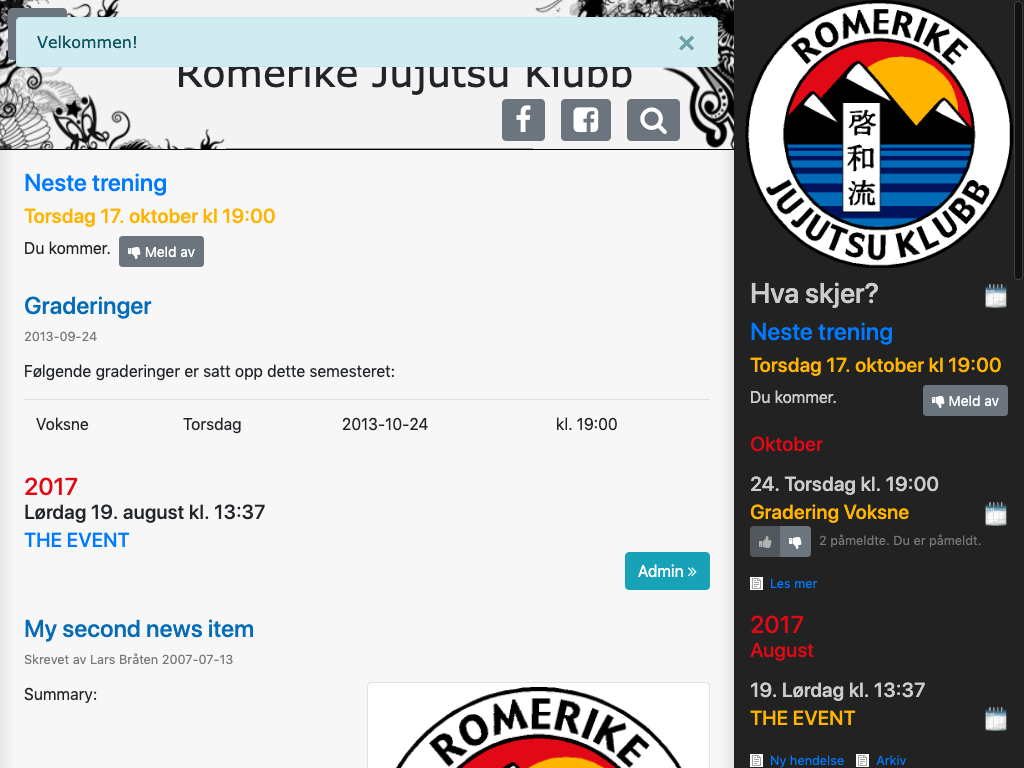 Velkommen!
×
Romerike Jujutsu Klubb
Neste trening
Torsdag 17. oktober kl 19:00
Du kommer. Meld av
Graderinger
2013-09-24
Følgende graderinger er satt opp dette semesteret:
Voksne Torsdag 2013-10-24 kl. 19:00
2017
Lørdag 19. august kl. 13:37
THE EVENT
Admin »
My second news item
Skrevet av Lars Bråten 2007-07-13
Summary:
ROMERIKE
ROMERIKE
啓和流
JUJUTSU KLUBB
Hva skjer?
Neste trening
Torsdag 17. oktober kl 19:00
Du kommer. Meld av
Oktober
24. Torsdag kl. 19:00
Gradering Voksne
2 påmeldte. Du er påmeldt.
Les mer
2017
August
19. Lørdag kl. 13:37
THE EVENT
Ny hendelse Arkiv